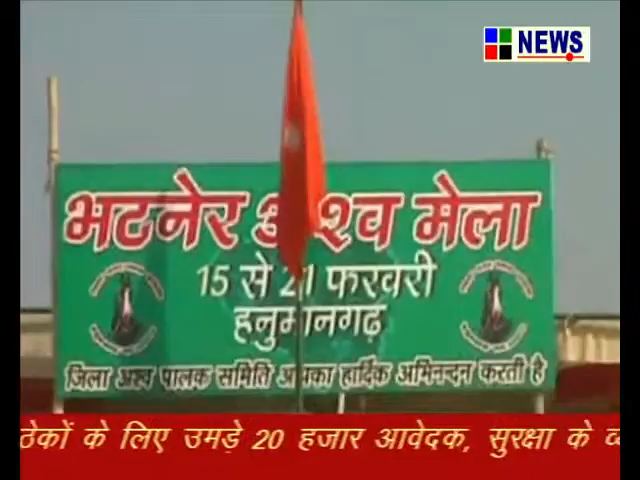 NEWS
भटनेर अश्व मेला
15 से 21 फरवरी
हनुमानगढ़
जिला अश्व पालक समिति आपका हार्दिक अभिनन्दन करती है
ठेकों के लिए उमड़े 20 हजार आवेदक, सुरक्षा के